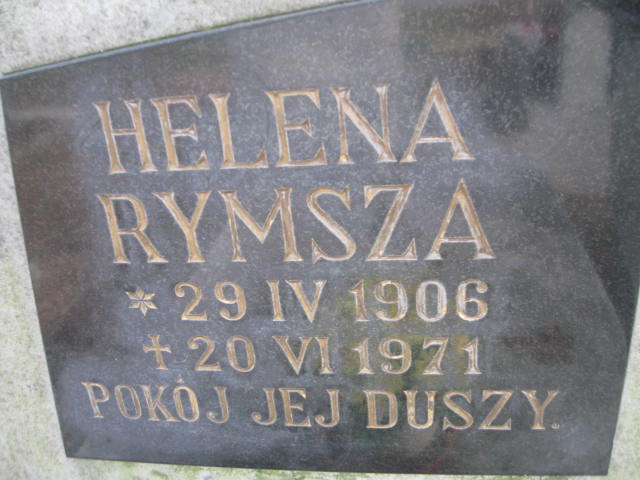 HELENA
RYMSZA
* 29 IV 1906
✝ 20 VI 1971
POKÓJ JEJ DUSZY.